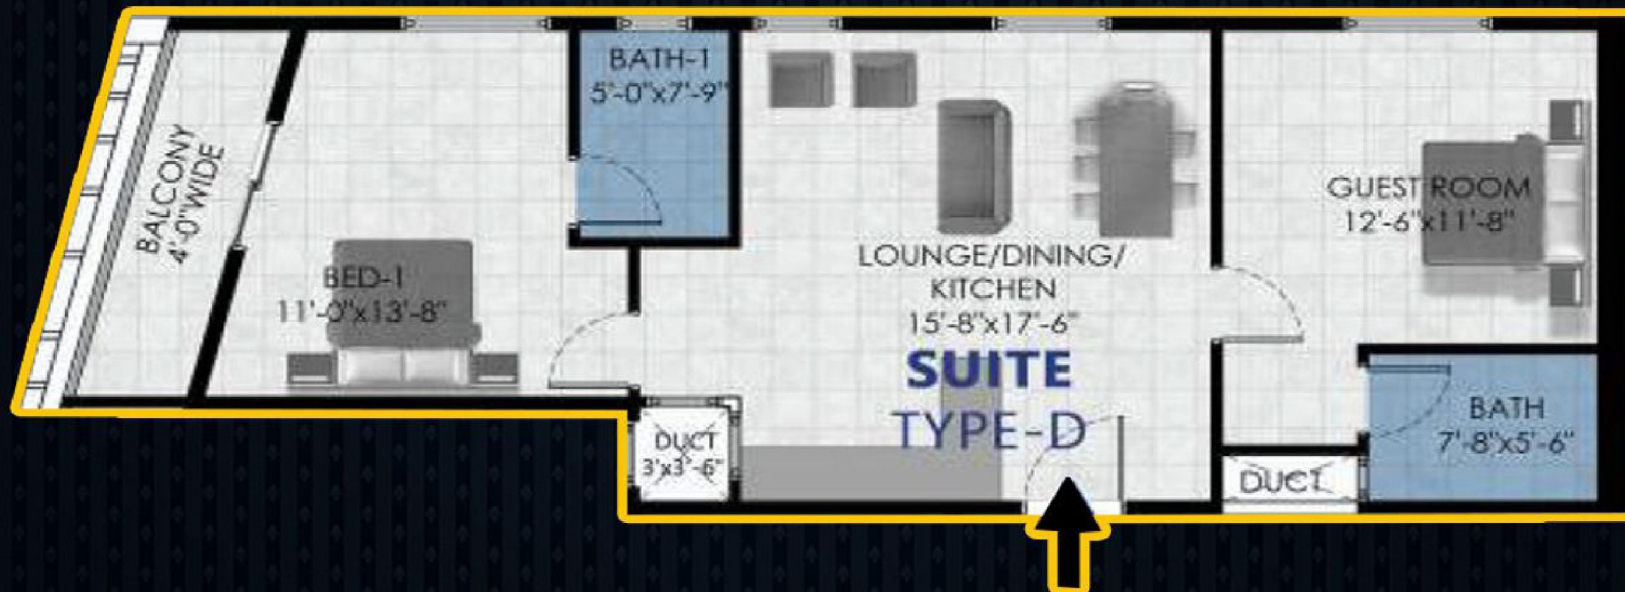 BALCONY
4'-0"WIDE
BED-1
11'-0"x13'-8"
BATH-1
5'-0"x7'-9"
LOUNGE/DINING/
KITCHEN
15'-8"x17'-6"
SUITE
TYPE-D
DUCT
3'x3'-6"
GUEST ROOM
12'-6"x11'-8"
BATH
7'-8"x5'-6"
DUCT